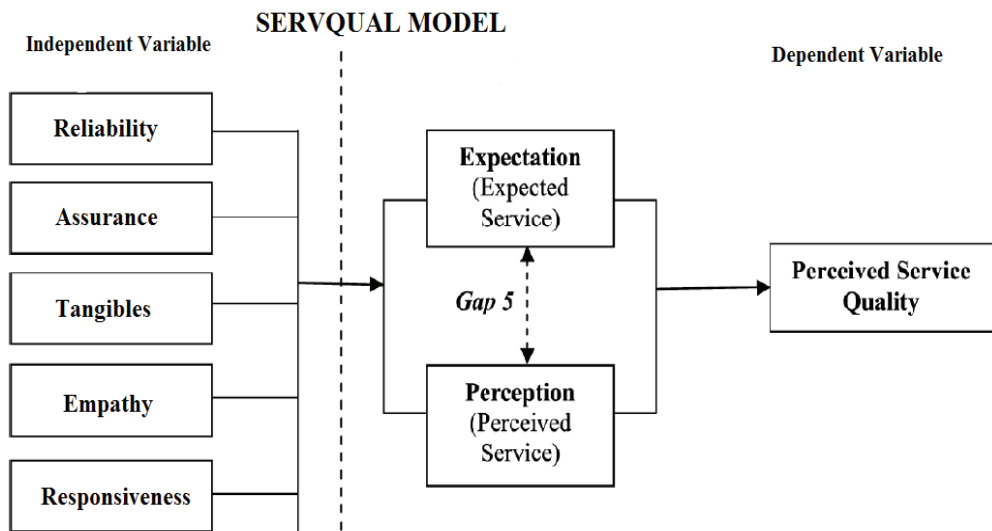 SERVQUAL MODEL
Independent Variable
Dependent Variable
Reliability
Assurance
Tangibles
Empathy
Responsiveness
Expectation
(Expected
Service)
Gap 5
Perception
(Perceived
Service)
Perceived Service
Quality